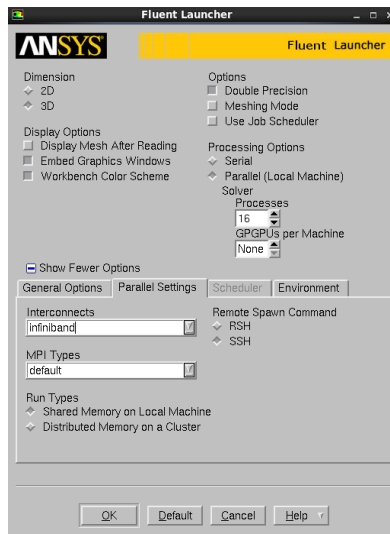 Fluent Launcher
ANSYS
Fluent Launcher
Dimension
2D
3D
Display Options
Display Mesh After Reading
Embed Graphics Windows
Workbench Color Scheme
Options
Double Precision
Meshing Mode
Use Job Scheduler
Processing Options
Serial
Parallel (Local Machine)
Solver
Processes
16
GPGPUs per Machine
None
Show Fewer Options
General Options Parallel Settings Scheduler Environment
Interconnects
infiniband
MPI Types
default
Run Types
Shared Memory on Local Machine
Distributed Memory on a Cluster
Remote Spawn Command
RSH
SSH
OK Default Cancel Help